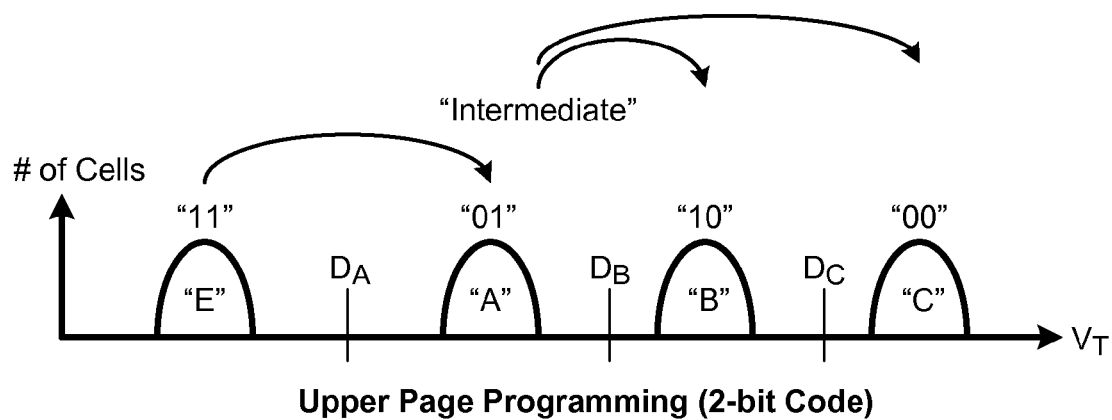 “Intermediate”
# of Cells
“11” “01” “10” “00”
DA DB DC
“E” “A” “B” “C”
VT
Upper Page Programming (2-bit Code)